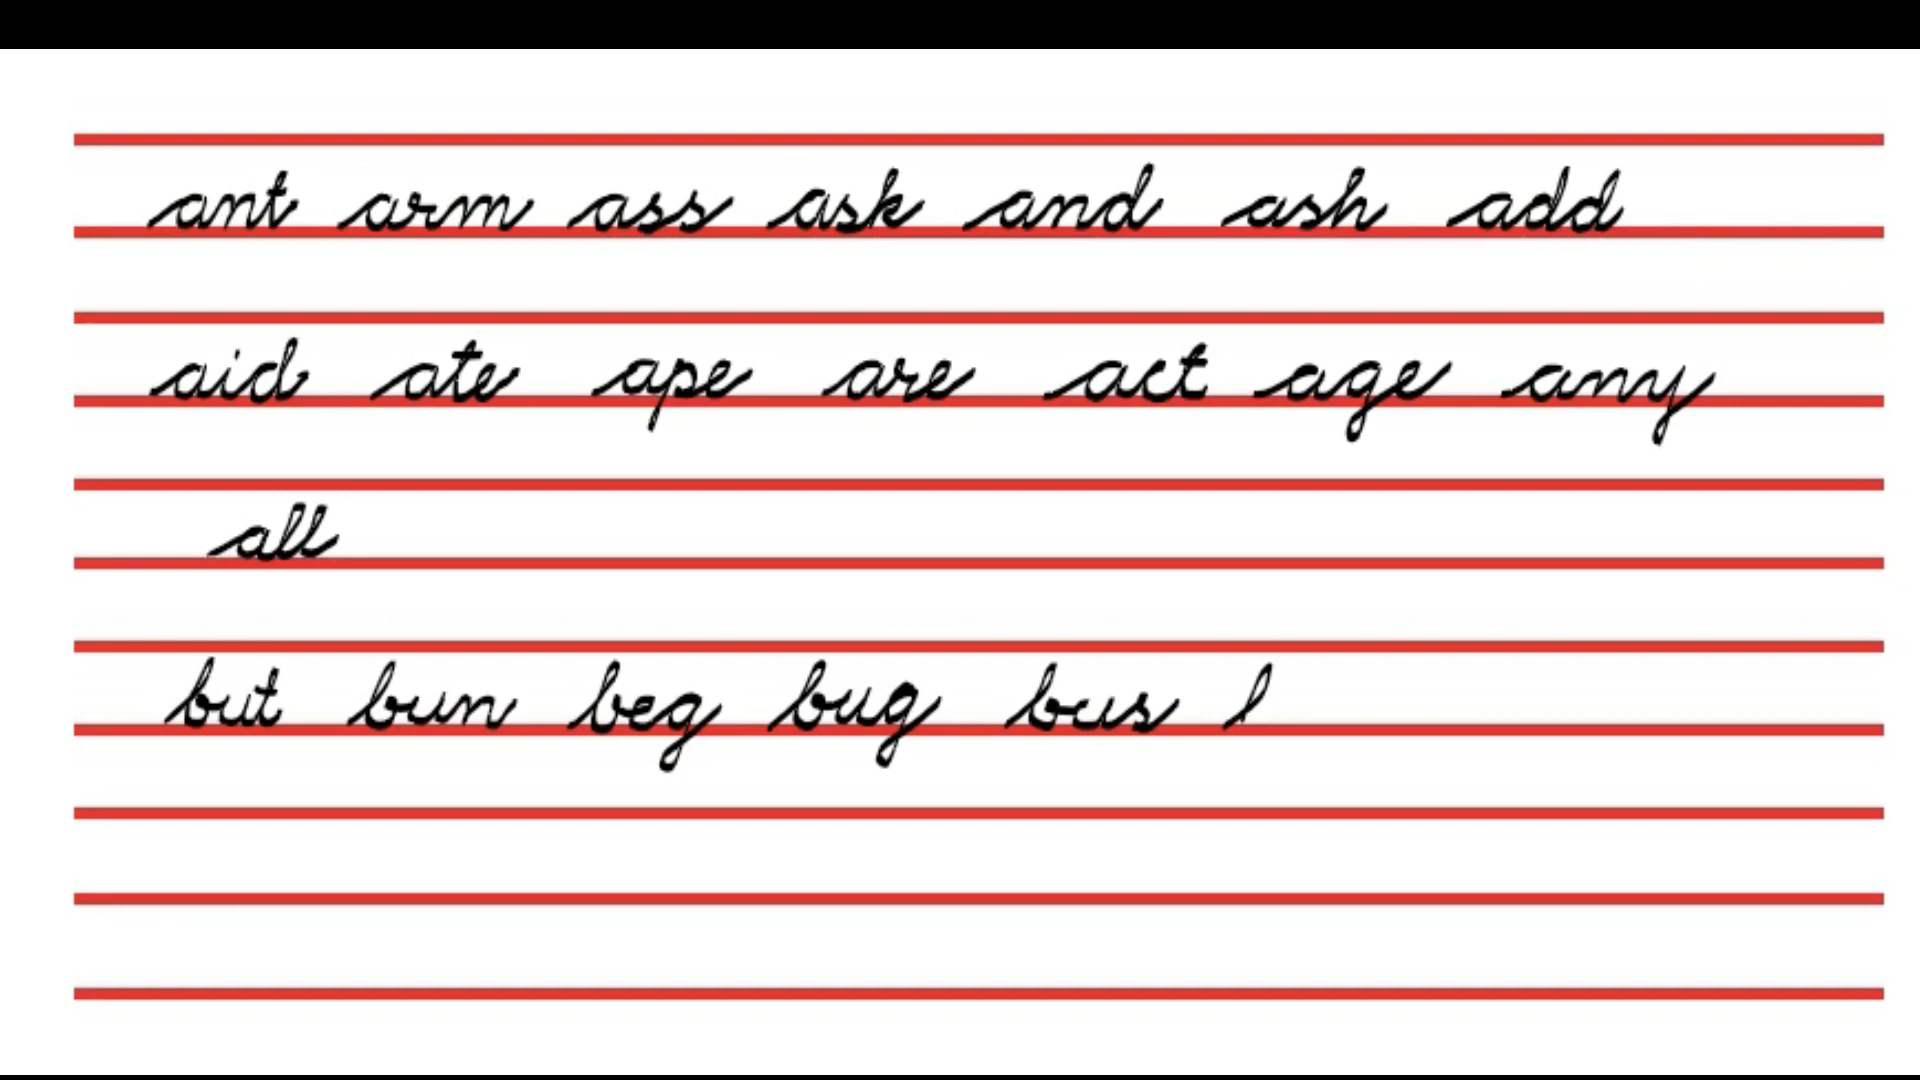 ant arm ass ask and ash add
aid ate ape are act age any
all
but bun beg bug bus